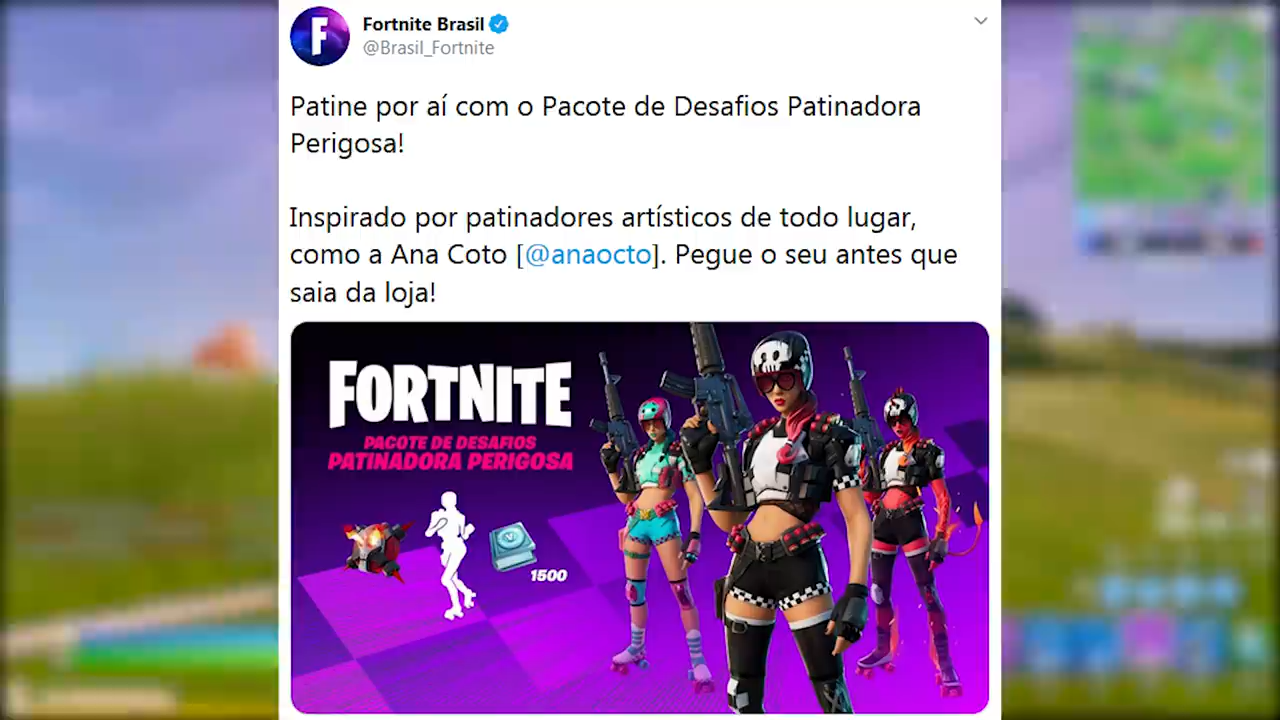 Fortnite Brasil
@Brasil_Fortnite
Patine por aí com o Pacote de Desafios Patinadora
Perigosa!
Inspirado por patinadores artísticos de todo lugar,
como a Ana Coto [@anaocto]. Pegue o seu antes que
saia da loja!
FORTNITE
PACOTE DE DESAFIOS
PATINADORA PERIGOSA
1500